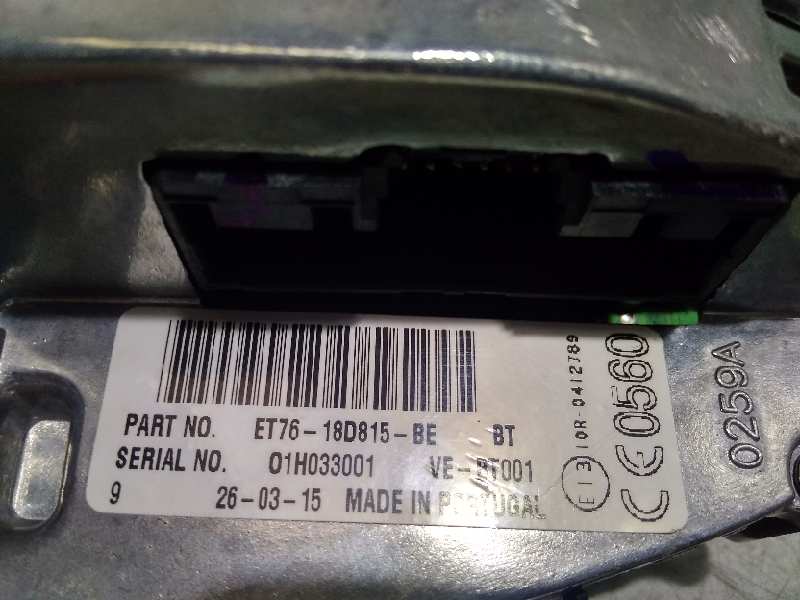 PART NO. ET76-18D815-BE BT
SERIAL NO. 01H033001 VE-BT001
9 26-03-15 MADE IN PORTUGAL
E13 10R-0412789
CE0560
0259A